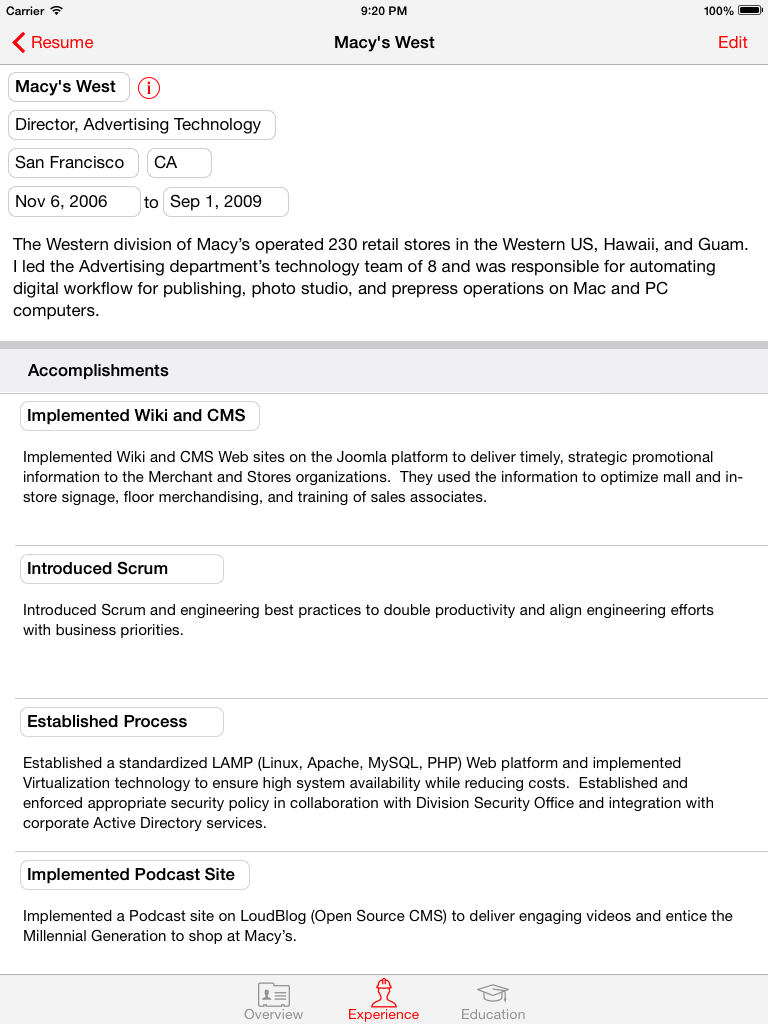 Carrier 9:20 PM 100%
Resume Macy's West Edit
Macy's West i
Director, Advertising Technology
San Francisco CA
Nov 6, 2006 to Sep 1, 2009
The Western division of Macy’s operated 230 retail stores in the Western US, Hawaii, and Guam.
I led the Advertising department’s technology team of 8 and was responsible for automating
digital workflow for publishing, photo studio, and prepress operations on Mac and PC
computers.
Accomplishments
Implemented Wiki and CMS
Implemented Wiki and CMS Web sites on the Joomla platform to deliver timely, strategic promotional
information to the Merchant and Stores organizations.  They used the information to optimize mall and in-
store signage, floor merchandising, and training of sales associates.
Introduced Scrum
Introduced Scrum and engineering best practices to double productivity and align engineering efforts
with business priorities.
Established Process
Established a standardized LAMP (Linux, Apache, MySQL, PHP) Web platform and implemented
Virtualization technology to ensure high system availability while reducing costs.  Established and
enforced appropriate security policy in collaboration with Division Security Office and integration with
corporate Active Directory services.
Implemented Podcast Site
Implemented a Podcast site on LoudBlog (Open Source CMS) to deliver engaging videos and entice the
Millennial Generation to shop at Macy’s.
Overview Experience Education